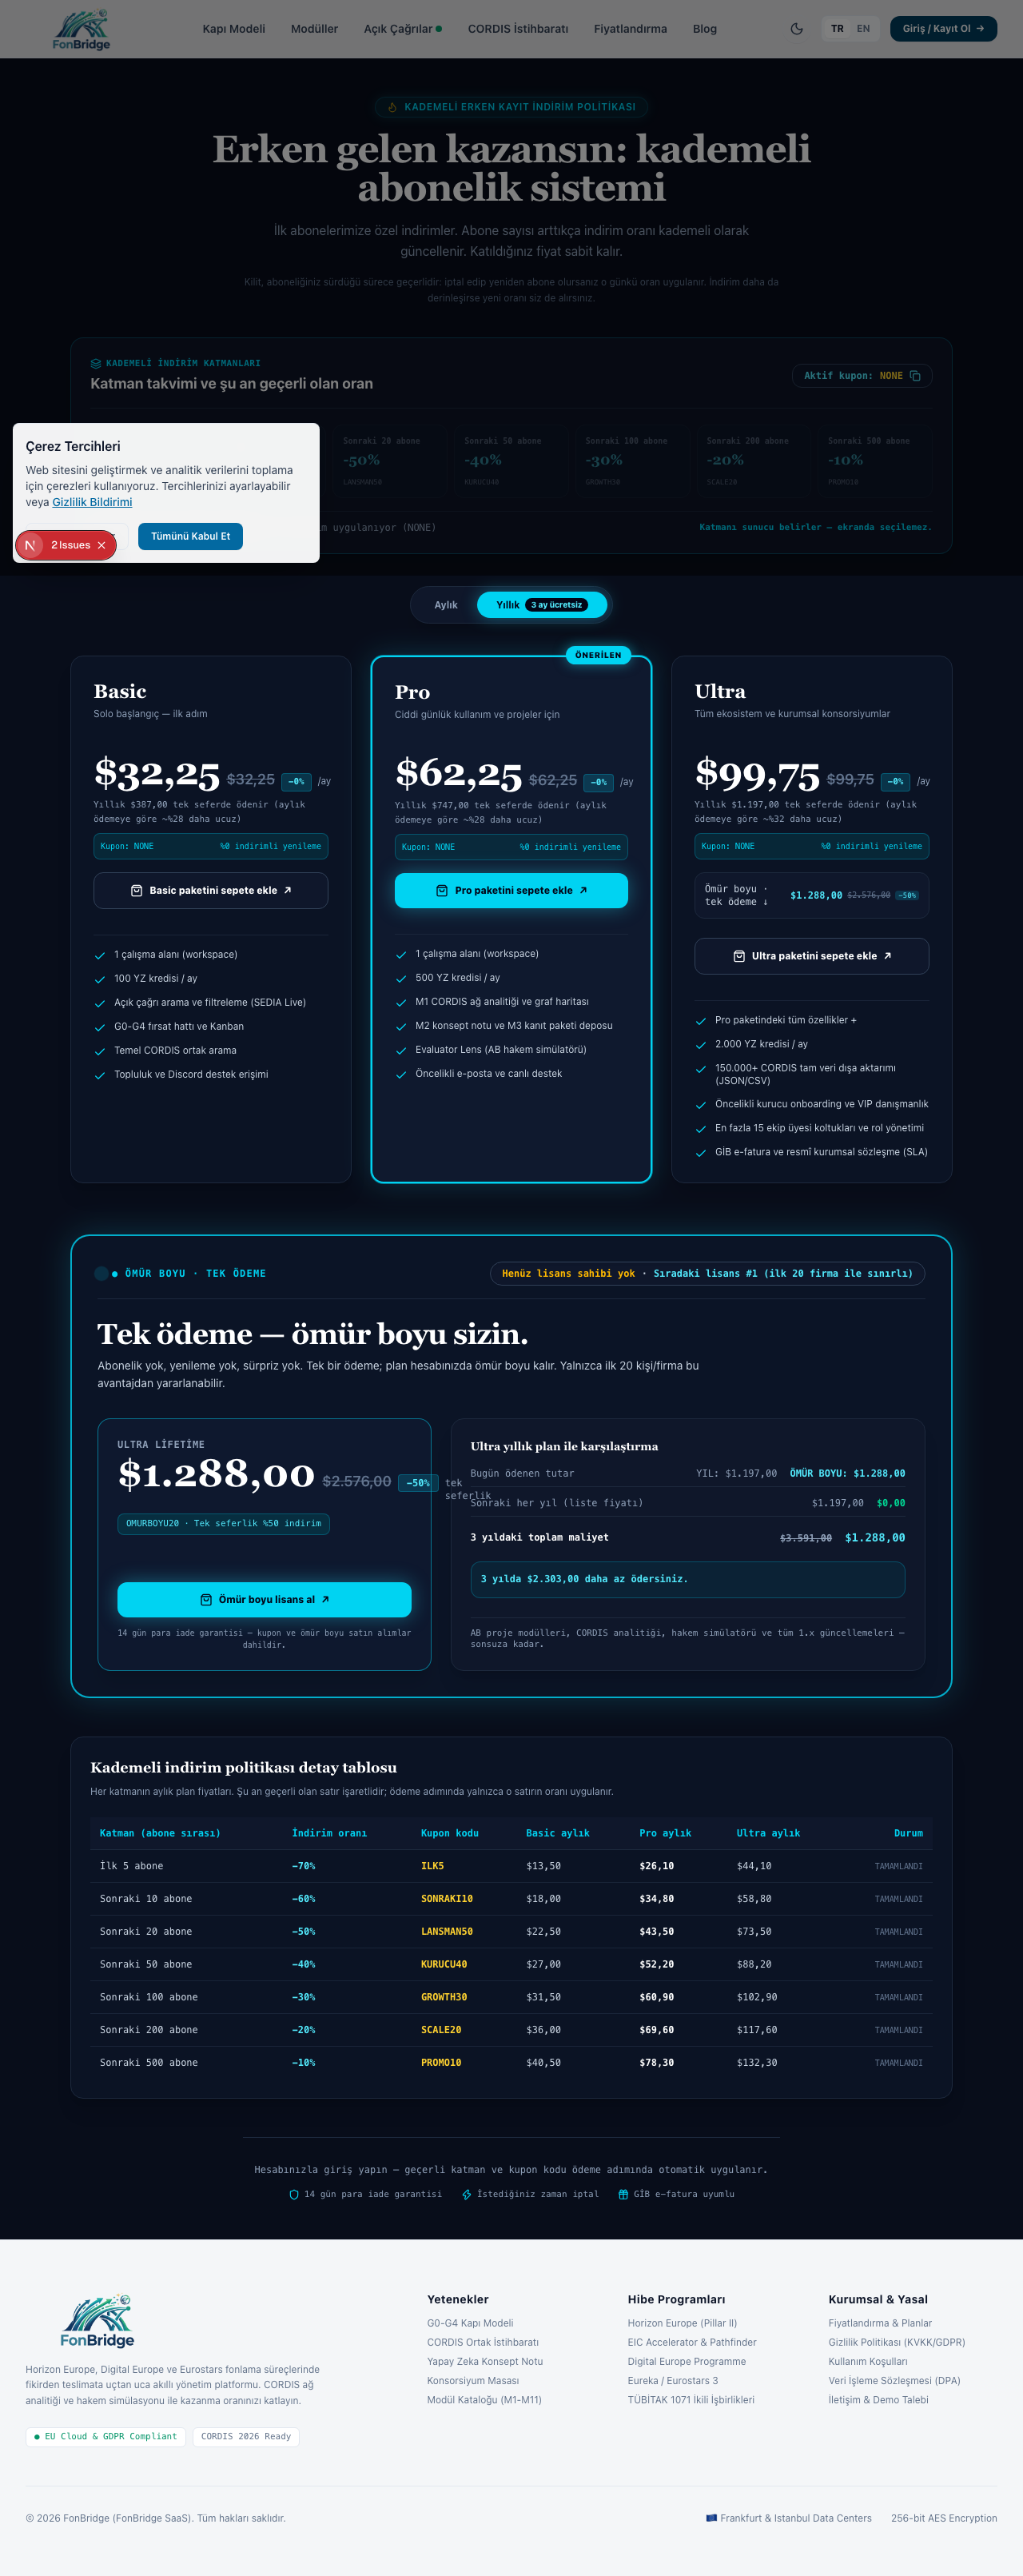 FonBridge
Kapı Modeli
Modüller
Açık Çağrılar
CORDIS İstihbaratı
Fiyatlandırma
Blog
TR
EN
Giriş / Kayıt Ol →
KADEMELİ ERKEN KAYIT İNDİRİM POLİTİKASI
Erken gelen kazansın: kademeli
abonelik sistemi
İlk abonelerimize özel indirimler. Abone sayısı arttıkça indirim oranı kademeli olarak
güncellenir. Katıldığınız fiyat sabit kalır.
Kilit, aboneliğiniz sürdüğü sürece geçerlidir: iptal edip yeniden abone olursanız o günkü oran uygulanır. İndirim daha da
derinleşirse yeni oranı siz de alırsınız.
KADEMELİ İNDİRİM KATMANLARI
Katman takvimi ve şu an geçerli olan oran
Aktif kupon: NONE
Sonraki 20 abone
-50%
LANSMAN50
Sonraki 50 abone
-40%
KURUCU40
Sonraki 100 abone
-30%
GROWTH30
Sonraki 200 abone
-20%
SCALE20
Sonraki 500 abone
-10%
PROMO10
uygulanıyor (NONE)
Katmanı sunucu belirler — ekranda seçilemez.
Çerez Tercihleri
Web sitesini geliştirmek ve analitik verilerini toplama
için çerezleri kullanıyoruz. Tercihlerinizi ayarlayabilir
veya Gizlilik Bildirimi
Tümünü Kabul Et
N
2 Issues
Aylık
Yıllık
3 ay ücretsiz
Basic
Solo başlangıç — ilk adım
$32,25 $32,25 −0% /ay
Yıllık $387,00 tek seferde ödenir (aylık
ödemeye göre ~%28 daha ucuz)
Kupon: NONE
%0 indirimli yenileme
Basic paketini sepete ekle ↗
1 çalışma alanı (workspace)
100 YZ kredisi / ay
Açık çağrı arama ve filtreleme (SEDIA Live)
G0-G4 fırsat hattı ve Kanban
Temel CORDIS ortak arama
Topluluk ve Discord destek erişimi
ÖNERİLEN
Pro
Ciddi günlük kullanım ve projeler için
$62,25 $62,25 −0% /ay
Yıllık $747,00 tek seferde ödenir (aylık
ödemeye göre ~%28 daha ucuz)
Kupon: NONE
%0 indirimli yenileme
Pro paketini sepete ekle ↗
1 çalışma alanı (workspace)
500 YZ kredisi / ay
M1 CORDIS ağ analitiği ve graf haritası
M2 konsept notu ve M3 kanıt paketi deposu
Evaluator Lens (AB hakem simülatörü)
Öncelikli e-posta ve canlı destek
Ultra
Tüm ekosistem ve kurumsal konsorsiyumlar
$99,75 $99,75 −0% /ay
Yıllık $1.197,00 tek seferde ödenir (aylık
ödemeye göre ~%32 daha ucuz)
Kupon: NONE
%0 indirimli yenileme
Ömür boyu ·
tek ödeme ↓
$1.288,00 $2.576,00 −50%
Ultra paketini sepete ekle ↗
Pro paketindeki tüm özellikler +
2.000 YZ kredisi / ay
150.000+ CORDIS tam veri dışa aktarımı
(JSON/CSV)
Öncelikli kurucu onboarding ve VIP danışmanlık
En fazla 15 ekip üyesi koltukları ve rol yönetimi
GİB e-fatura ve resmî kurumsal sözleşme (SLA)
● ÖMÜR BOYU · TEK ÖDEME
Henüz lisans sahibi yok · Sıradaki lisans #1 (ilk 20 firma ile sınırlı)
Tek ödeme — ömür boyu sizin.
Abonelik yok, yenileme yok, sürpriz yok. Tek bir ödeme; plan hesabınızda ömür boyu kalır. Yalnızca ilk 20 kişi/firma bu
avantajdan yararlanabilir.
ULTRA LİFETİME
$1.288,00 $2.576,00 −50% tek
seferlik
OMURBOYU20 · Tek seferlik %50 indirim
Ömür boyu lisans al ↗
14 gün para iade garantisi — kupon ve ömür boyu satın alımlar
dahildir.
Ultra yıllık plan ile karşılaştırma
Bugün ödenen tutar
YIL: $1.197,00
ÖMÜR BOYU: $1.288,00
Sonraki her yıl (liste fiyatı)
$1.197,00
$0,00
3 yıldaki toplam maliyet
$3.591,00
$1.288,00
3 yılda $2.303,00 daha az ödersiniz.
AB proje modülleri, CORDIS analitiği, hakem simülatörü ve tüm 1.x güncellemeleri —
sonsuza kadar.
Kademeli indirim politikası detay tablosu
Her katmanın aylık plan fiyatları. Şu an geçerli olan satır işaretlidir; ödeme adımında yalnızca o satırın oranı uygulanır.
Katman (abone sırası) İndirim oranı Kupon kodu Basic aylık Pro aylık Ultra aylık Durum
İlk 5 abone −70% ILK5 $13,50 $26,10 $44,10 TAMAMLANDI
Sonraki 10 abone −60% SONRAKI10 $18,00 $34,80 $58,80 TAMAMLANDI
Sonraki 20 abone −50% LANSMAN50 $22,50 $43,50 $73,50 TAMAMLANDI
Sonraki 50 abone −40% KURUCU40 $27,00 $52,20 $88,20 TAMAMLANDI
Sonraki 100 abone −30% GROWTH30 $31,50 $60,90 $102,90 TAMAMLANDI
Sonraki 200 abone −20% SCALE20 $36,00 $69,60 $117,60 TAMAMLANDI
Sonraki 500 abone −10% PROMO10 $40,50 $78,30 $132,30 TAMAMLANDI
Hesabınızla giriş yapın — geçerli katman ve kupon kodu ödeme adımında otomatik uygulanır.
14 gün para iade garantisi
İstediğiniz zaman iptal
GİB e-fatura uyumlu
FonBridge
Horizon Europe, Digital Europe ve Eurostars fonlama süreçlerinde
fikirden teslimata uçtan uca akıllı yönetim platformu. CORDIS ağ
analitiği ve hakem simülasyonu ile kazanma oranınızı katlayın.
● EU Cloud & GDPR Compliant
CORDIS 2026 Ready
Yetenekler
G0-G4 Kapı Modeli
CORDIS Ortak İstihbaratı
Yapay Zeka Konsept Notu
Konsorsiyum Masası
Modül Kataloğu (M1-M11)
Hibe Programları
Horizon Europe (Pillar II)
EIC Accelerator & Pathfinder
Digital Europe Programme
Eureka / Eurostars 3
TÜBİTAK 1071 İkili İşbirlikleri
Kurumsal & Yasal
Fiyatlandırma & Planlar
Gizlilik Politikası (KVKK/GDPR)
Kullanım Koşulları
Veri İşleme Sözleşmesi (DPA)
İletişim & Demo Talebi
© 2026 FonBridge (FonBridge SaaS). Tüm hakları saklıdır.
Frankfurt & Istanbul Data Centers
256-bit AES Encryption